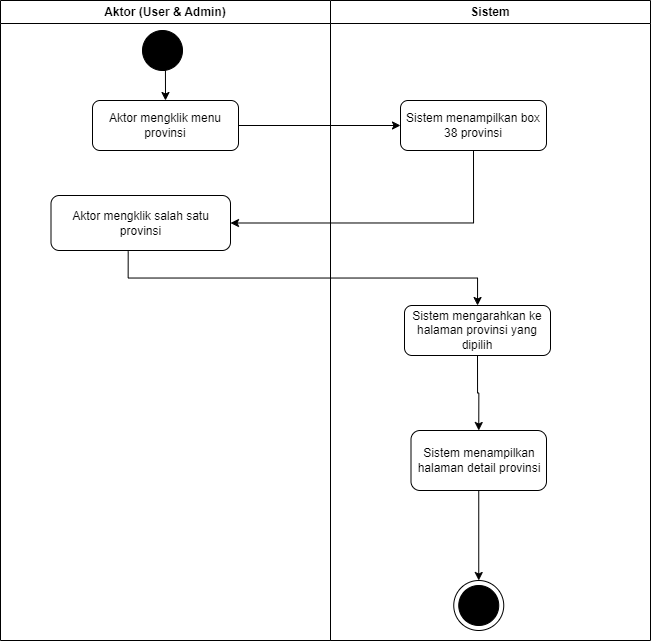 Aktor (User & Admin)
Sistem
Aktor mengklik menu
provinsi
Sistem menampilkan box
38 provinsi
Aktor mengklik salah satu
provinsi
Sistem mengarahkan ke
halaman provinsi yang
dipilih
Sistem menampilkan
halaman detail provinsi